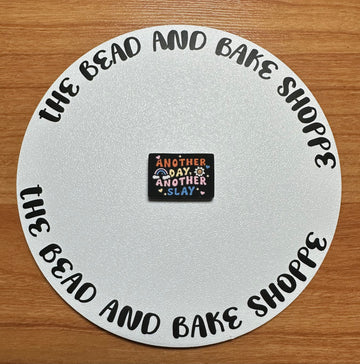 THE BEAD AND BAKE SHOPPE
ANOTHER
DAY,
ANOTHER
SLAY
THE BEAD AND BAKE SHOPPE